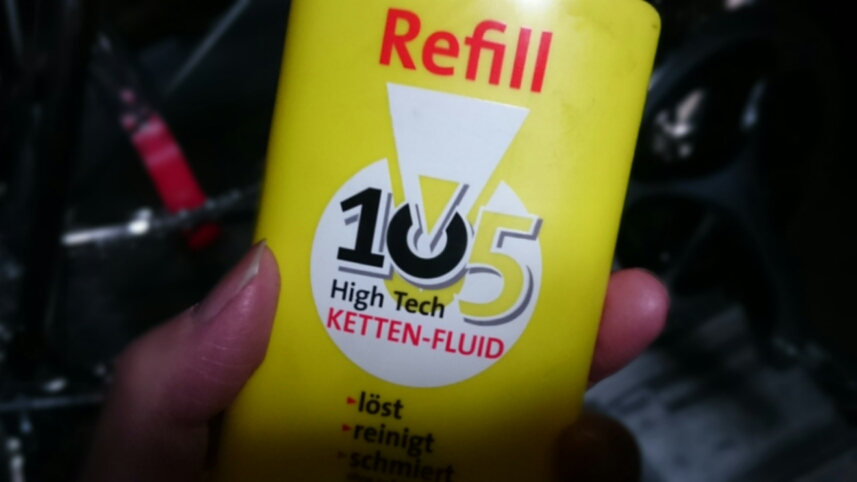 Refill
105
High Tech
KETTEN-FLUID
löst
reinigt
schmiert